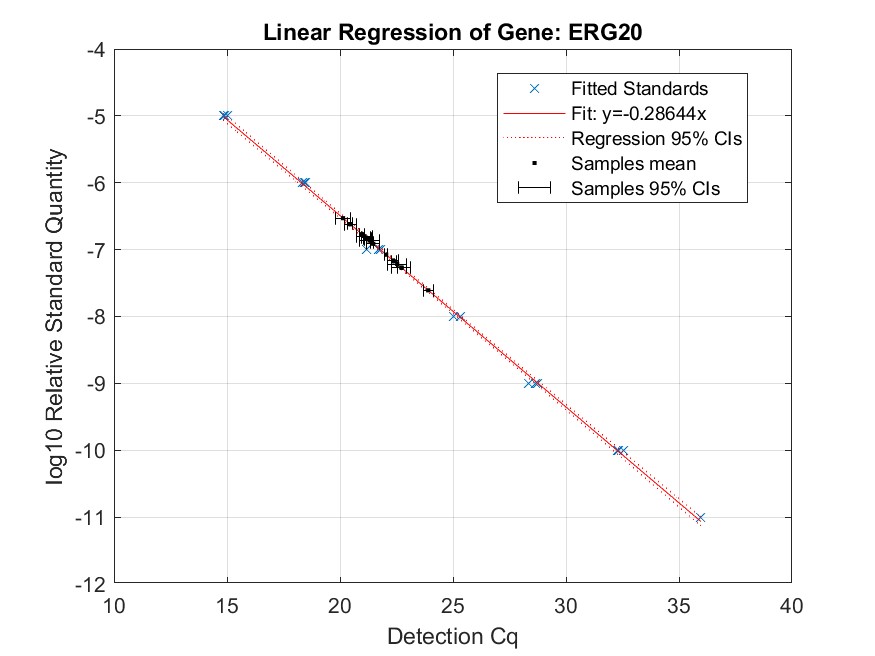 Linear Regression of Gene: ERG20
Fitted Standards
Fit: y=-0.28644x
Regression 95% CIs
Samples mean
Samples 95% CIs
log10 Relative Standard Quantity
-4
-5
-6
-7
-8
-9
-10
-11
-12
10 15 20 25 30 35 40
Detection Cq